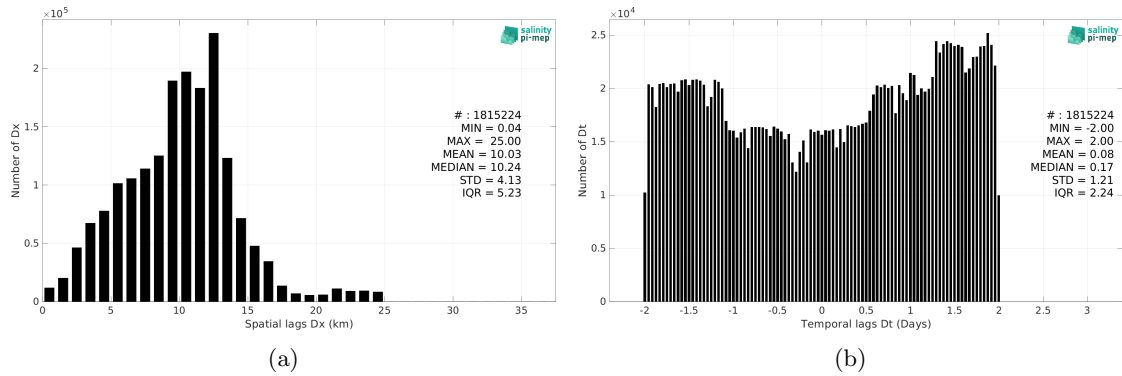 ×10⁵
2
1.5
1
0.5
0
0 5 10 15 20 25 30 35
Number of Dx
Spatial lags Dx (km)
salinity
pi-mep
# : 1815224
MIN = 0.04
MAX = 25.00
MEAN = 10.03
MEDIAN = 10.24
STD = 4.13
IQR = 5.23
(a)
×10⁴
2.5
2
1.5
1
0.5
0
-2 -1.5 -1 -0.5 0 0.5 1 1.5 2 2.5 3
Number of Dt
Temporal lags Dt (Days)
salinity
pi-mep
# : 1815224
MIN = -2.00
MAX = 2.00
MEAN = 0.08
MEDIAN = 0.17
STD = 1.21
IQR = 2.24
(b)